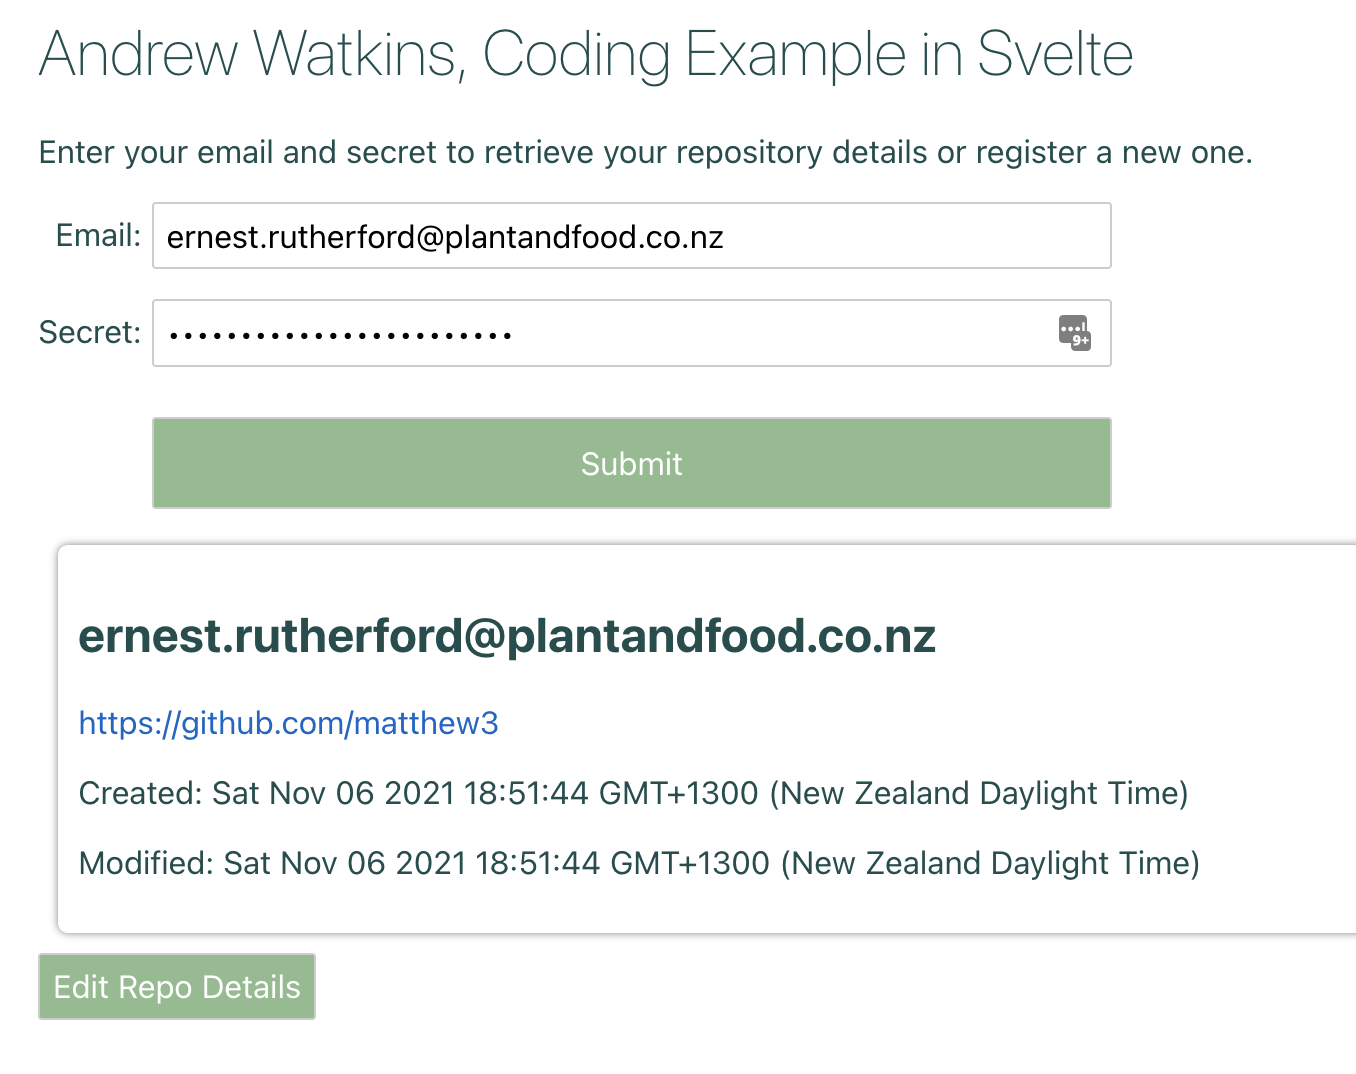 Andrew Watkins, Coding Example in Svelte
Enter your email and secret to retrieve your repository details or register a new one.
Email: ernest.rutherford@plantandfood.co.nz
Secret: ••••••••••••••••••••••••
9+
Submit
ernest.rutherford@plantandfood.co.nz
https://github.com/matthew3
Created: Sat Nov 06 2021 18:51:44 GMT+1300 (New Zealand Daylight Time)
Modified: Sat Nov 06 2021 18:51:44 GMT+1300 (New Zealand Daylight Time)
Edit Repo Details